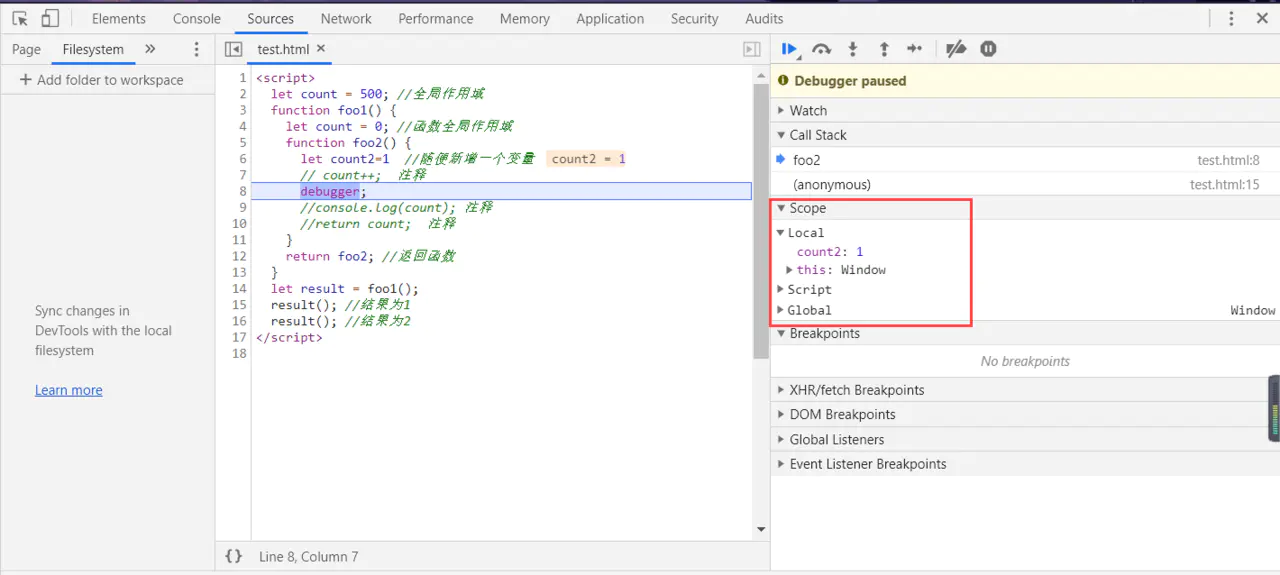 Elements Console Sources Network Performance Memory Application Security Audits
Page Filesystem
+ Add folder to workspace
Sync changes in
DevTools with the local
filesystem
Learn more
test.html
1 <script>
2 let count = 500; //全局作用域
3 function foo1() {
4 let count = 0; //函数全局作用域
5 function foo2() {
6 let count2=1 //随便新增一个变量 count2 = 1
7 // count++; 注释
8 debugger;
9 //console.log(count); 注释
10 //return count; 注释
11 }
12 return foo2; //返回函数
13 }
14 let result = foo1();
15 result(); //结果为1
16 result(); //结果为2
17 </script>
18
{} Line 8, Column 7
Debugger paused
Watch
Call Stack
foo2 test.html:8
(anonymous) test.html:15
Scope
Local
count2: 1
this: Window
Script
Global Window
Breakpoints
No breakpoints
XHR/fetch Breakpoints
DOM Breakpoints
Global Listeners
Event Listener Breakpoints